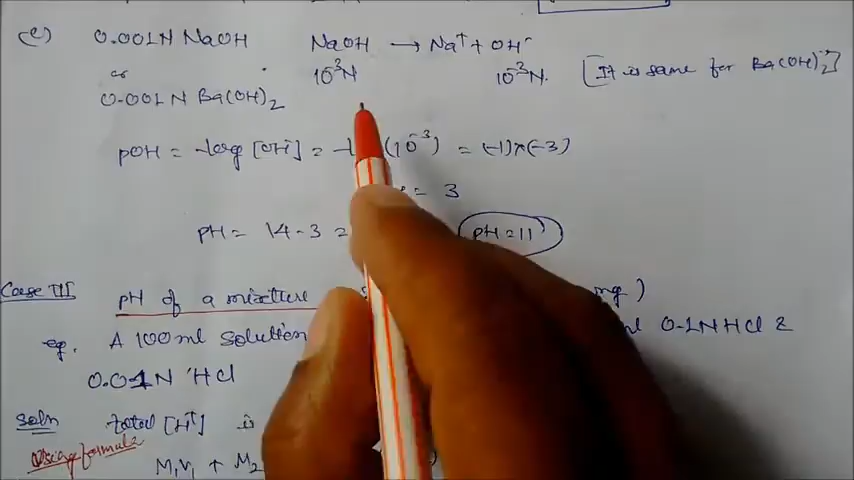 (c) 0.001N NaOH NaOH → Na⁺ + OH⁻
or 10⁻³N 10⁻³N. [It is same for Ba(OH)₂]
0.001N Ba(OH)₂
pOH = -log [OH⁻] = (10⁻³) = (-1)×(-3)
= 3
pH = 14-3 = pH = 11
Case III pH of a mixture
eg. A 100ml solution 0.1N HCl &
0.01N HCl
soln total [H⁺] is
Using formula
M₁V₁ + M₂